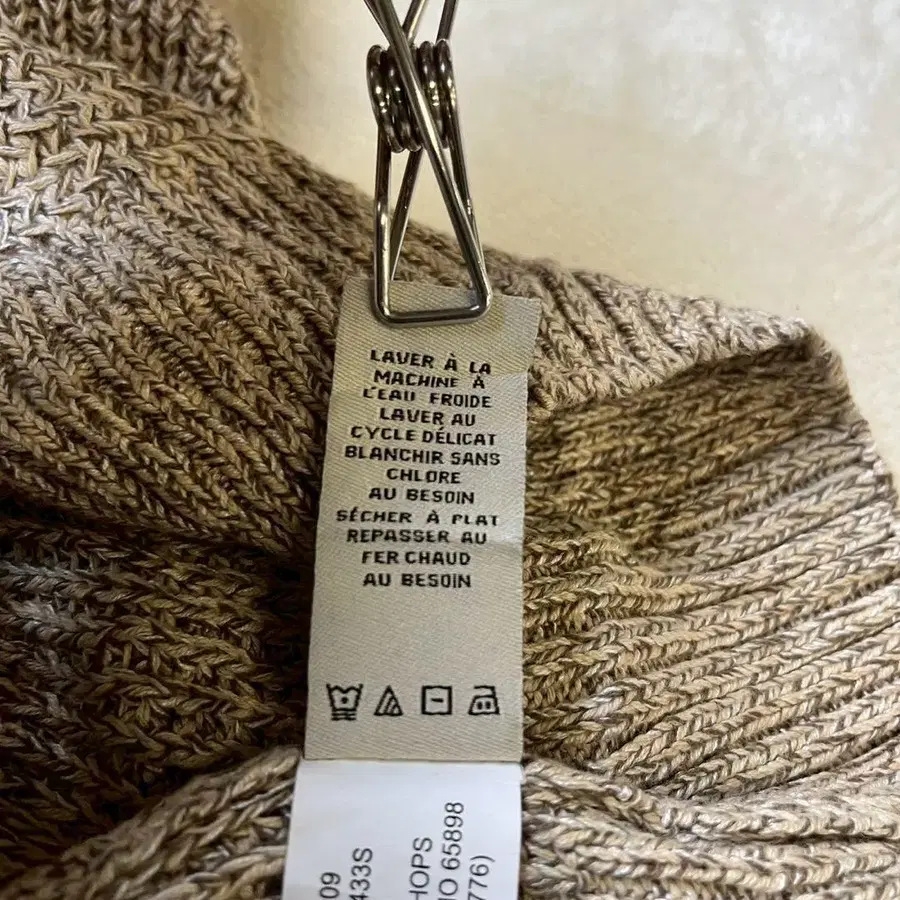 LAVER À LA
MACHINE À
L'EAU FROIDE
LAVER AU
CYCLE DÉLICAT
BLANCHIR SANS
CHLORE
AU BESOIN
SÉCHER À PLAT
REPASSER AU
FER CHAUD
AU BESOIN
09
433S
HOPS
IO 65898
776)